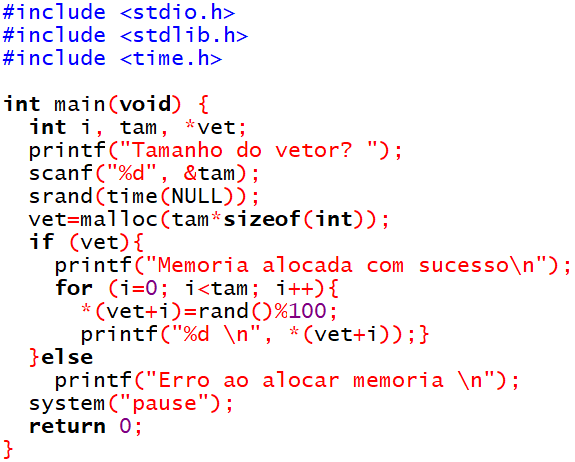 #include <stdio.h>
#include <stdlib.h>
#include <time.h>

int main(void) {
  int i, tam, *vet;
  printf("Tamanho do vetor? ");
  scanf("%d", &tam);
  srand(time(NULL));
  vet=malloc(tam*sizeof(int));
  if (vet){
    printf("Memoria alocada com sucesso\n");
    for (i=0; i<tam; i++){
      *(vet+i)=rand()%100;
      printf("%d \n", *(vet+i));}
  }else
    printf("Erro ao alocar memoria \n");
  system("pause");
  return 0;
}